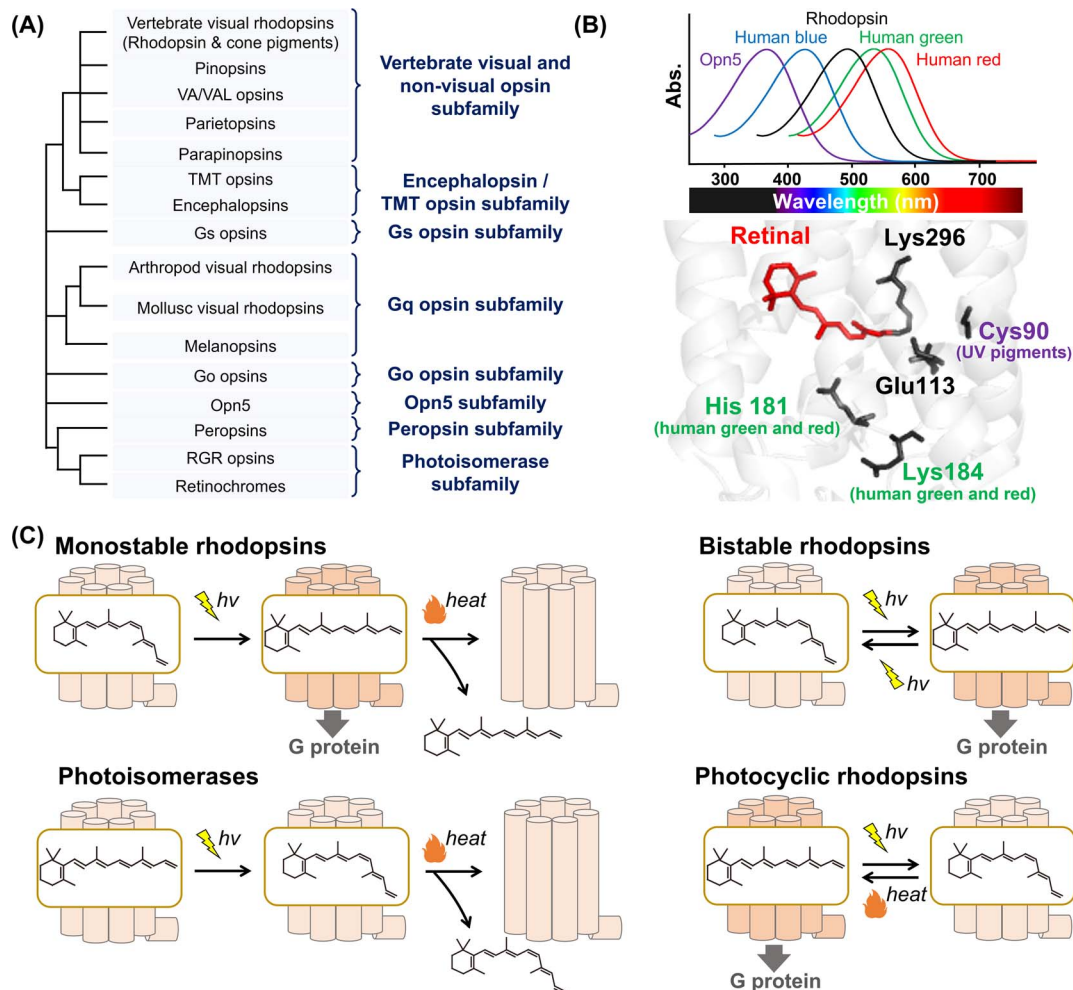 (A)
Vertebrate visual rhodopsins
(Rhodopsin & cone pigments)
Pinopsins
VA/VAL opsins
Parietopsins
Parapinopsins
TMT opsins
Encephalopsins
Gs opsins
Arthropod visual rhodopsins
Mollusc visual rhodopsins
Melanopsins
Go opsins
Opn5
Peropsins
RGR opsins
Retinochromes
Vertebrate visual and
non-visual opsin
subfamily
Encephalopsin /
TMT opsin subfamily
Gs opsin subfamily
Gq opsin subfamily
Go opsin subfamily
Opn5 subfamily
Peropsin subfamily
Photoisomerase
subfamily
(B)
Rhodopsin
Human blue
Human green
Opn5
Human red
Abs.
300 400 500 600 700
Wavelength (nm)
Retinal
Lys296
Cys90
(UV pigments)
Glu113
His 181
(human green and red)
Lys184
(human green and red)
(C)
Monostable rhodopsins
hv
heat
G protein
Bistable rhodopsins
hv
hv
G protein
Photoisomerases
hv
heat
Photocyclic rhodopsins
hv
heat
G protein